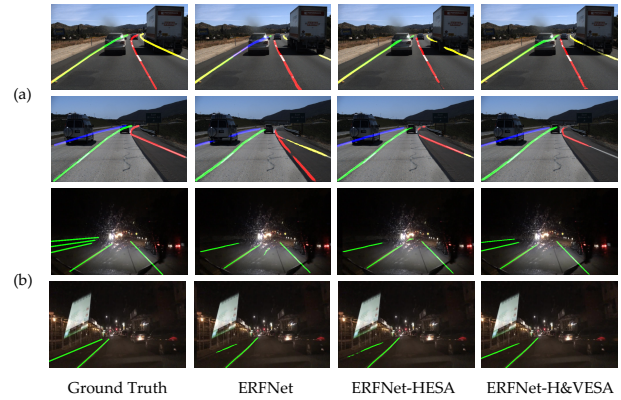 (a)
(b)
Ground Truth
ERFNet
ERFNet-HESA
ERFNet-H&VESA